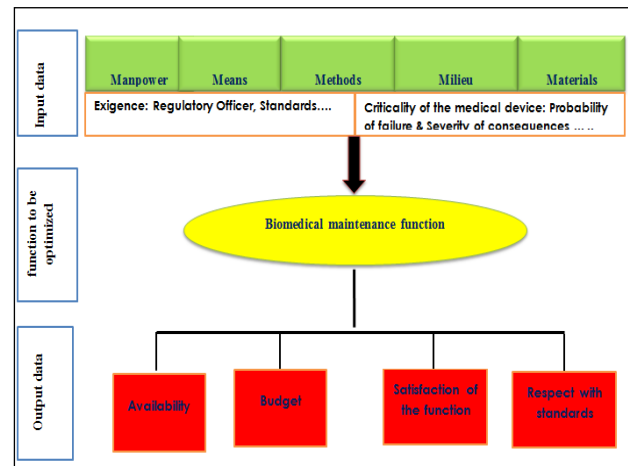 Input data
Manpower
Means
Methods
Milieu
Materials
Exigence: Regulatory Officer, Standards....
Criticality of the medical device: Probability
of failure & Severity of consequences ... ..
function to be
optimized
Biomedical maintenance function
Output data
Availability
Budget
Satisfaction of
the function
Respect with
standards